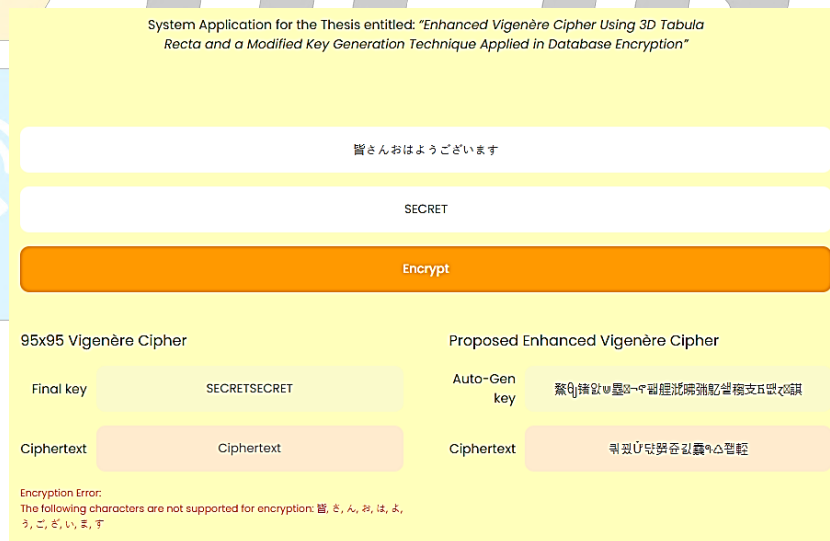 System Application for the Thesis entitled: “Enhanced Vigenère Cipher Using 3D Tabula
Recta and a Modified Key Generation Technique Applied in Database Encryption”
皆さんおはようございます
SECRET
Encrypt
95x95 Vigenère Cipher
Final key
SECRETSECRET
Ciphertext
Ciphertext
Encryption Error:
The following characters are not supported for encryption: 皆, さ, ん, お, は, よ,
う, ご, ざ, い, ま, す
Proposed Enhanced Vigenère Cipher
Auto-Gen
key
Ciphertext